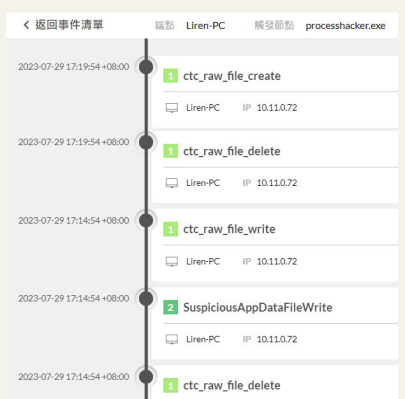 返回事件清單 端點 Liren-PC 觸發節點 processhacker.exe
2023-07-29 17:19:54 +08:00
1 ctc_raw_file_create
Liren-PC IP 10.11.0.72
2023-07-29 17:19:54 +08:00
1 ctc_raw_file_delete
Liren-PC IP 10.11.0.72
2023-07-29 17:14:54 +08:00
1 ctc_raw_file_write
Liren-PC IP 10.11.0.72
2023-07-29 17:14:54 +08:00
2 SuspiciousAppDataFileWrite
Liren-PC IP 10.11.0.72
2023-07-29 17:14:54 +08:00
1 ctc_raw_file_delete